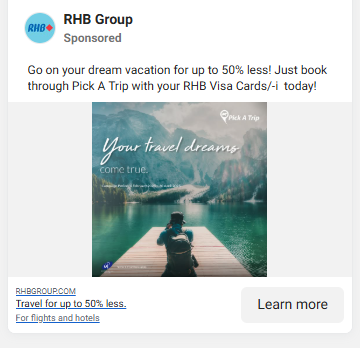 RHB Group
RHB
Sponsored
Go on your dream vacation for up to 50% less! Just book
through Pick A Trip with your RHB Visa Cards/-i today!
Pick A Trip
Your travel dreams
come true.
RHBGROUP.COM
Travel for up to 50% less.
For flights and hotels
Learn more